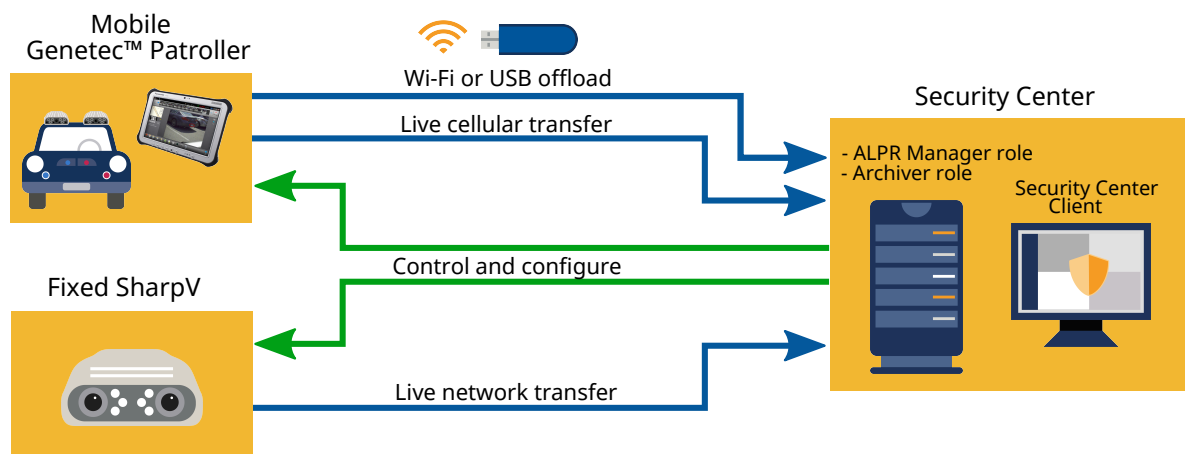 Mobile
Genetec™ Patroller
Wi-Fi or USB offload
Live cellular transfer
Security Center
- ALPR Manager role
- Archiver role
Security Center
Client
Control and configure
Fixed SharpV
Live network transfer